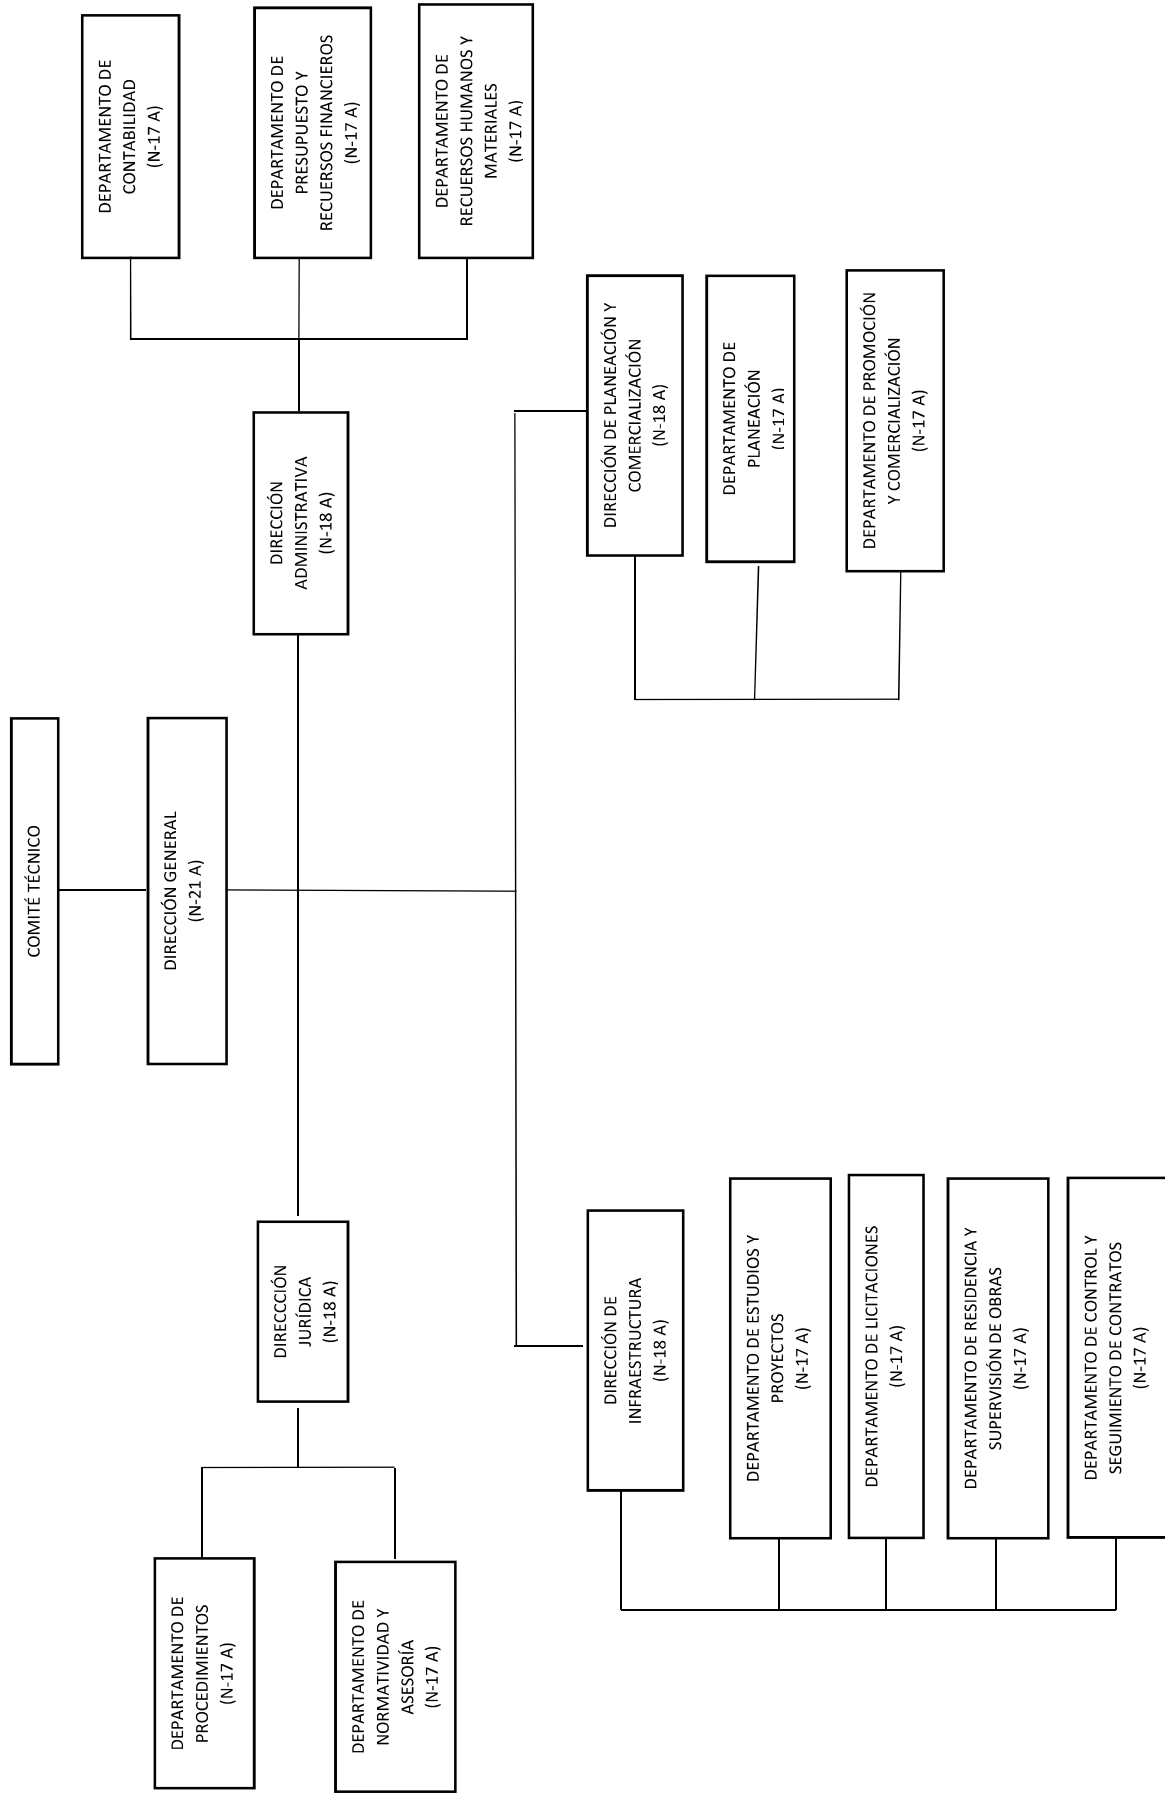 COMITÉ TÉCNICO
DIRECCIÓN GENERAL
(N-21 A)
DIRECCCIÓN
JURÍDICA
(N-18 A)
DEPARTAMENTO DE
PROCEDIMIENTOS
(N-17 A)
DEPARTAMENTO DE
NORMATIVIDAD Y
ASESORÍA
(N-17 A)
DIRECCIÓN
ADMINISTRATIVA
(N-18 A)
DEPARTAMENTO DE
CONTABILIDAD
(N-17 A)
DEPARTAMENTO DE
PRESUPUESTO Y
RECUERSOS FINANCIEROS
(N-17 A)
DEPARTAMENTO DE
RECUERSOS HUMANOS Y
MATERIALES
(N-17 A)
DIRECCIÓN DE
INFRAESTRUCTURA
(N-18 A)
DEPARTAMENTO DE ESTUDIOS Y
PROYECTOS
(N-17 A)
DEPARTAMENTO DE LICITACIONES
(N-17 A)
DEPARTAMENTO DE RESIDENCIA Y
SUPERVISIÓN DE OBRAS
(N-17 A)
DEPARTAMENTO DE CONTROL Y
SEGUIMIENTO DE CONTRATOS
(N-17 A)
DIRECCIÓN DE PLANEACIÓN Y
COMERCIALIZACIÓN
(N-18 A)
DEPARTAMENTO DE
PLANEACIÓN
(N-17 A)
DEPARTAMENTO DE PROMOCIÓN
Y COMERCIALIZACIÓN
(N-17 A)